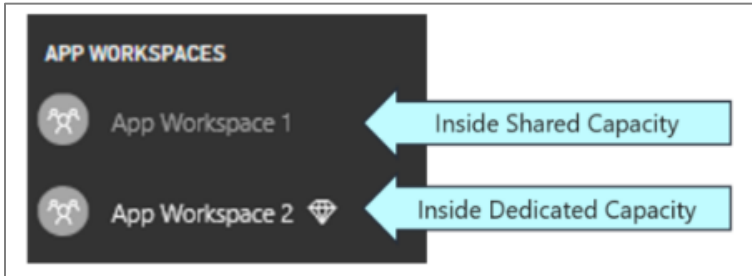 APP WORKSPACES
App Workspace 1
Inside Shared Capacity
App Workspace 2
Inside Dedicated Capacity